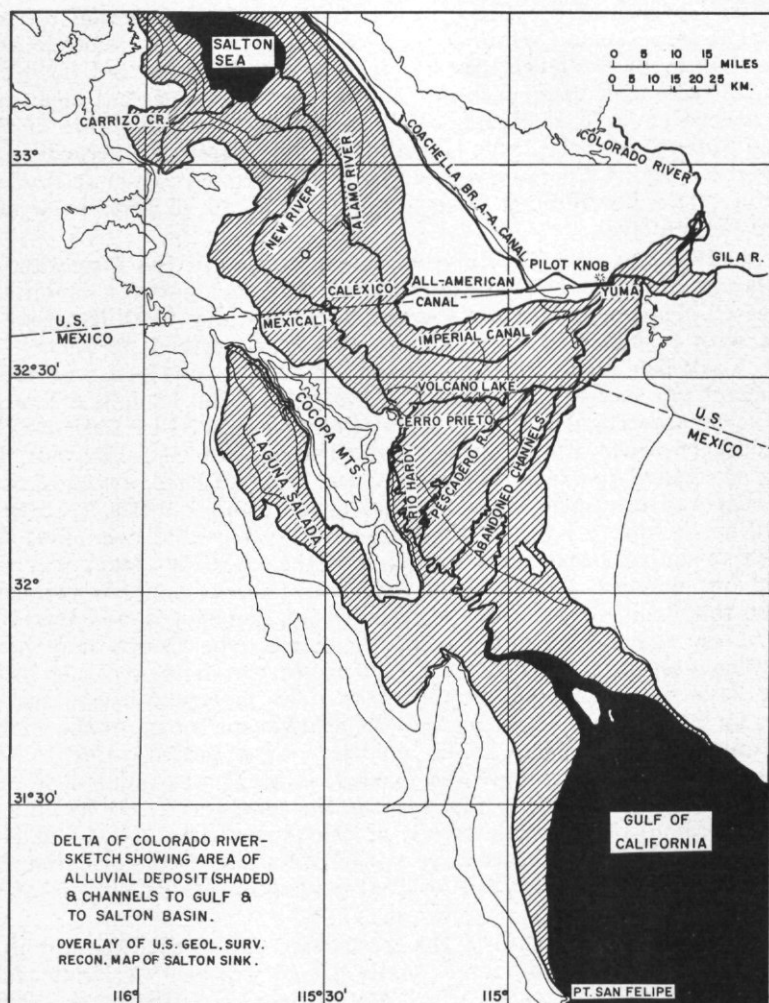 SALTON
SEA
0 5 10 15
MILES
0 5 10 15 20 25
KM.
CARRIZO CR.
COLORADO RIVER
33°
COACHELLA BR. A.-A. CANAL
ALAMO RIVER
NEW RIVER
PILOT KNOB
GILA R.
CALEXICO
ALL-AMERICAN
CANAL
YUMA
U.S.
MEXICO
MEXICALI
IMPERIAL CANAL
32°30'
VOLCANO LAKE
CERRO PRIETO
U.S.
MEXICO
COCOPA MTS.
LAGUNA SALADA
RIO HARDY
PESCADERO R.
ABANDONED CHANNELS
32°
31°30'
GULF OF
CALIFORNIA
DELTA OF COLORADO RIVER-
SKETCH SHOWING AREA OF
ALLUVIAL DEPOSIT (SHADED)
& CHANNELS TO GULF &
TO SALTON BASIN.
OVERLAY OF U.S. GEOL. SURV.
RECON. MAP OF SALTON SINK.
PT. SAN FELIPE
116°
115°30'
115°